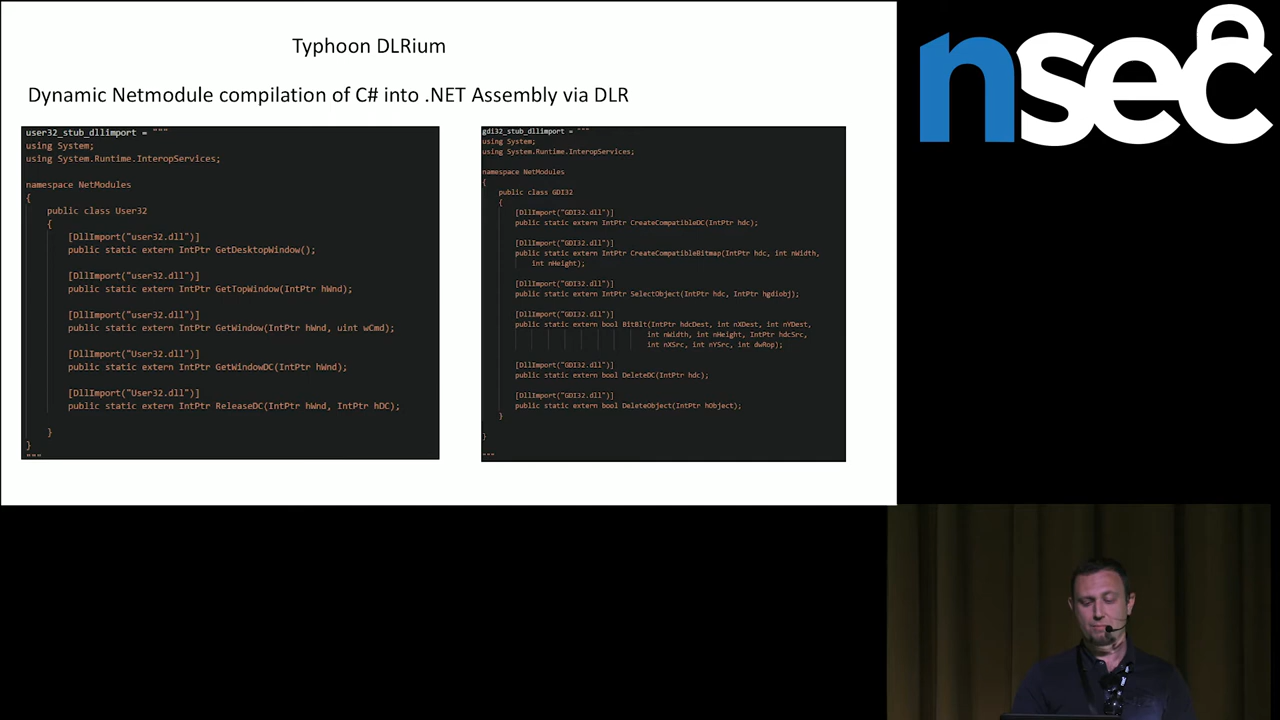 Typhoon DLRium
Dynamic Netmodule compilation of C# into .NET Assembly via DLR
user32_stub_dllimport = """
using System;
using System.Runtime.InteropServices;
namespace NetModules
{
public class User32
{
[DllImport("user32.dll")]
public static extern IntPtr GetDesktopWindow();
[DllImport("user32.dll")]
public static extern IntPtr GetTopWindow(IntPtr hWnd);
[DllImport("user32.dll")]
public static extern IntPtr GetWindow(IntPtr hWnd, uint wCmd);
[DllImport("User32.dll")]
public static extern IntPtr GetWindowDC(IntPtr hWnd);
[DllImport("User32.dll")]
public static extern IntPtr ReleaseDC(IntPtr hWnd, IntPtr hDC);
}
}
"""
gdi32_stub_dllimport = """
using System;
using System.Runtime.InteropServices;
namespace NetModules
{
public class GDI32
{
[DllImport("GDI32.dll")]
public static extern IntPtr CreateCompatibleDC(IntPtr hdc);
[DllImport("GDI32.dll")]
public static extern IntPtr CreateCompatibleBitmap(IntPtr hdc, int nWidth,
int nHeight);
[DllImport("GDI32.dll")]
public static extern IntPtr SelectObject(IntPtr hdc, IntPtr hgdiobj);
[DllImport("GDI32.dll")]
public static extern bool BitBlt(IntPtr hdcDest, int nXDest, int nYDest,
int nWidth, int nHeight, IntPtr hdcSrc,
int nXSrc, int nYSrc, int dwRop);
[DllImport("GDI32.dll")]
public static extern bool DeleteDC(IntPtr hdc);
[DllImport("GDI32.dll")]
public static extern bool DeleteObject(IntPtr hObject);
}
}
"""
nsec